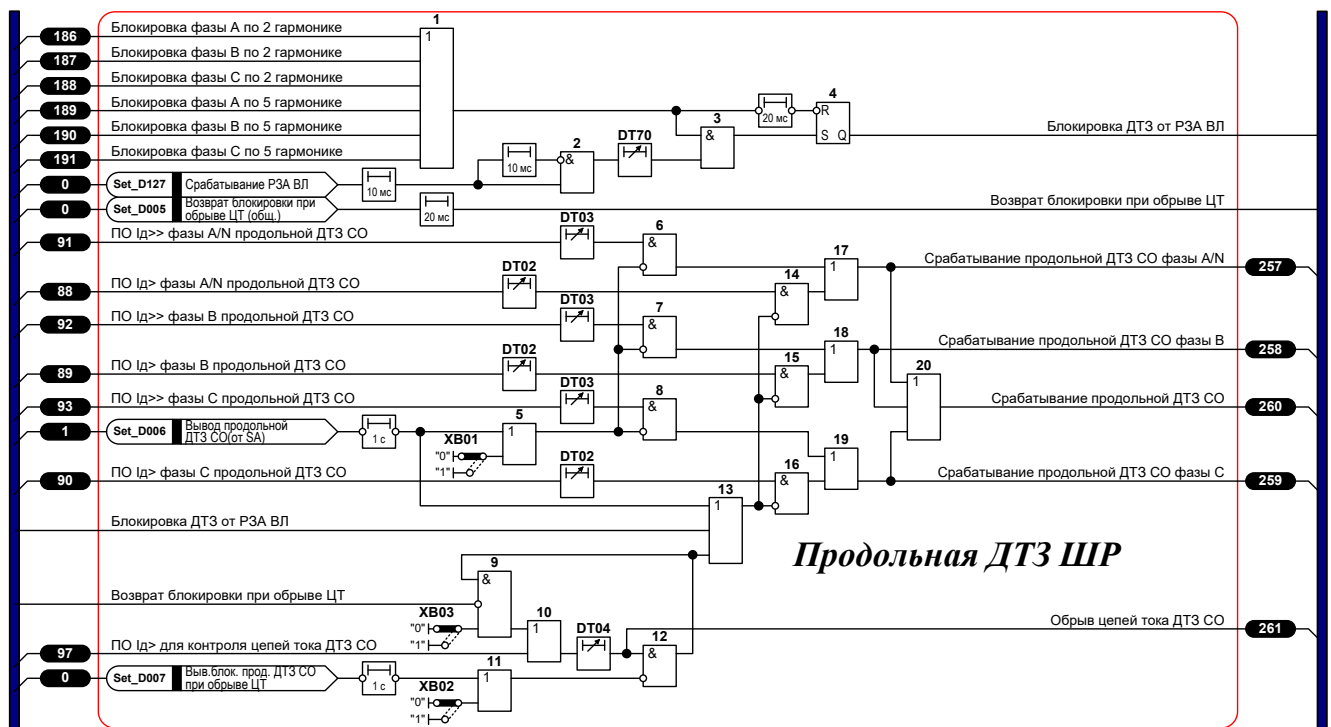 186 Блокировка фазы А по 2 гармонике
187 Блокировка фазы В по 2 гармонике
188 Блокировка фазы С по 2 гармонике
189 Блокировка фазы А по 5 гармонике
190 Блокировка фазы В по 5 гармонике
191 Блокировка фазы С по 5 гармонике
1
1
20 мс
4
R
S Q
3
&
Блокировка ДТЗ от РЗА ВЛ
2
&
10 мс
DT70
0 Set_D127 Срабатывание РЗА ВЛ
10 мс
0 Set_D005 Возврат блокировки при
обрыве ЦТ (общ.)
20 мс
Возврат блокировки при обрыве ЦТ
91 ПО Iд>> фазы A/N продольной ДТЗ СО
DT03
6
&
88 ПО Iд> фазы A/N продольной ДТЗ СО
DT02
14
&
17
1
Срабатывание продольной ДТЗ СО фазы A/N 257
92 ПО Iд>> фазы В продольной ДТЗ СО
DT03
7
&
18
1
Срабатывание продольной ДТЗ СО фазы В 258
89 ПО Iд> фазы В продольной ДТЗ СО
DT02
15
&
20
1
93 ПО Iд>> фазы С продольной ДТЗ СО
DT03
8
&
Срабатывание продольной ДТЗ СО 260
1 Set_D006 Вывод продольной
ДТЗ СО(от SA)
1 с
XB01
"0"
"1"
5
1
19
1
90 ПО Iд> фазы С продольной ДТЗ СО
DT02
16
&
Срабатывание продольной ДТЗ СО фазы С 259
13
1
Блокировка ДТЗ от РЗА ВЛ
Продольная ДТЗ ШР
9
&
Возврат блокировки при обрыве ЦТ
XB03
"0"
"1"
10
1
DT04
12
&
Обрыв цепей тока ДТЗ СО 261
97 ПО Iд> для контроля цепей тока ДТЗ СО
0 Set_D007 Выв.блок. прод. ДТЗ СО
при обрыве ЦТ
1 с
XB02
"0"
"1"
11
1